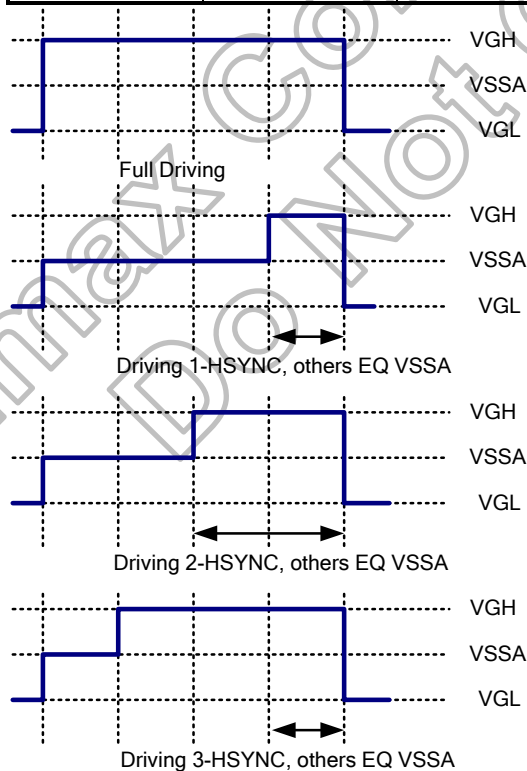 VGH
VSSA
VGL
Full Driving
VGH
VSSA
VGL
Driving 1-HSYNC, others EQ VSSA
VGH
VSSA
VGL
Driving 2-HSYNC, others EQ VSSA
VGH
VSSA
VGL
Driving 3-HSYNC, others EQ VSSA